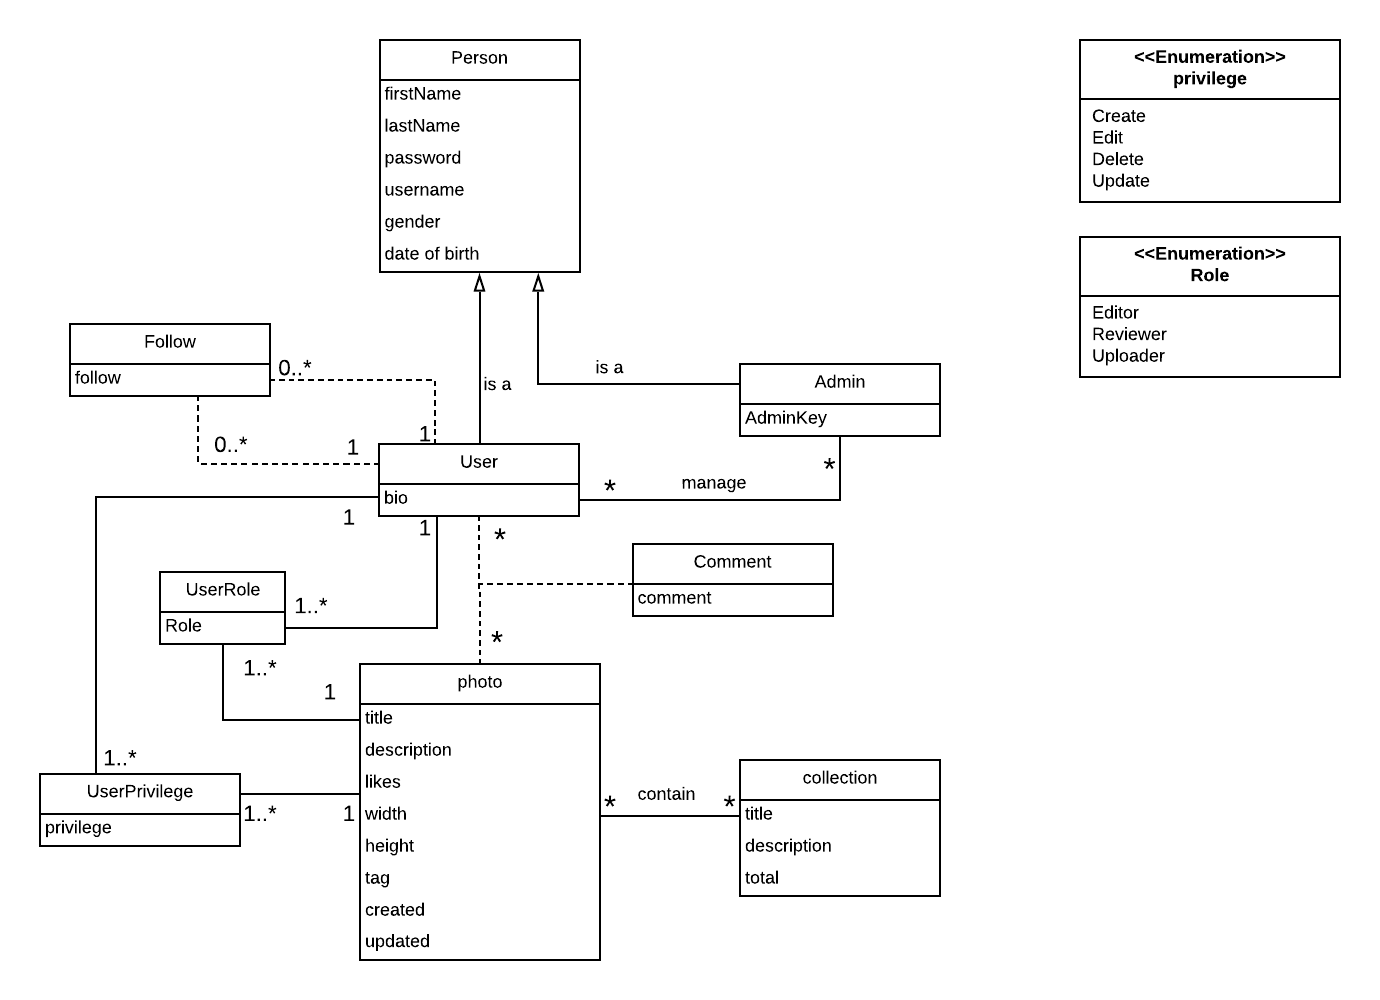 Person
firstName
lastName
password
username
gender
date of birth
<<Enumeration>>
privilege
Create
Edit
Delete
Update
<<Enumeration>>
Role
Editor
Reviewer
Uploader
Follow
follow
0..*
0..*
1
1
is a
is a
Admin
AdminKey
*
manage
*
User
bio
1
1
*
Comment
comment
UserRole
Role
1..*
1..*
1
*
photo
title
description
likes
width
height
tag
created
updated
1..*
UserPrivilege
privilege
1..*
1
*
contain
*
collection
title
description
total